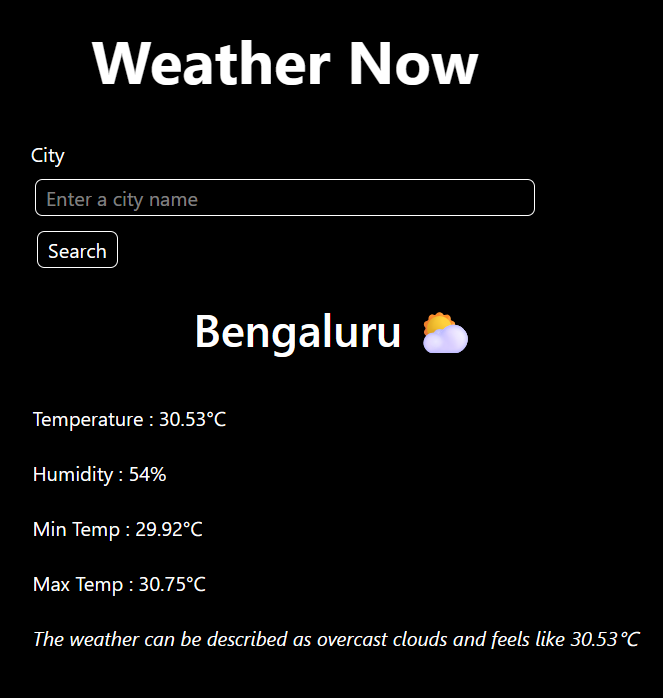 Weather Now
City
Enter a city name
Search
Bengaluru
Temperature : 30.53°C
Humidity : 54%
Min Temp : 29.92°C
Max Temp : 30.75°C
The weather can be described as overcast clouds and feels like 30.53°C